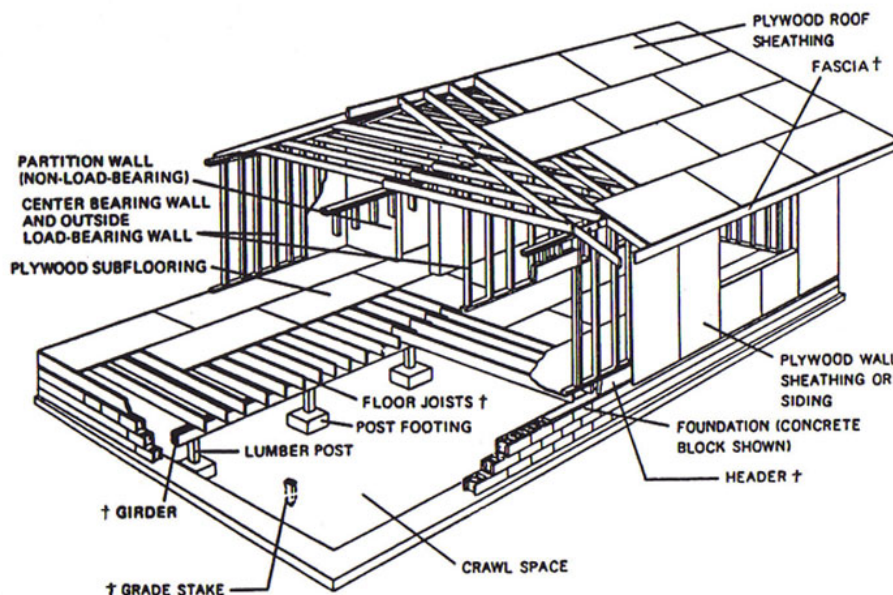 PLYWOOD ROOF
SHEATHING
FASCIA †
PARTITION WALL
(NON-LOAD-BEARING)
CENTER BEARING WALL
AND OUTSIDE
LOAD-BEARING WALL
PLYWOOD SUBFLOORING
PLYWOOD WALL
SHEATHING OR
SIDING
FLOOR JOISTS †
POST FOOTING
FOUNDATION (CONCRETE
BLOCK SHOWN)
LUMBER POST
HEADER †
† GIRDER
CRAWL SPACE
† GRADE STAKE